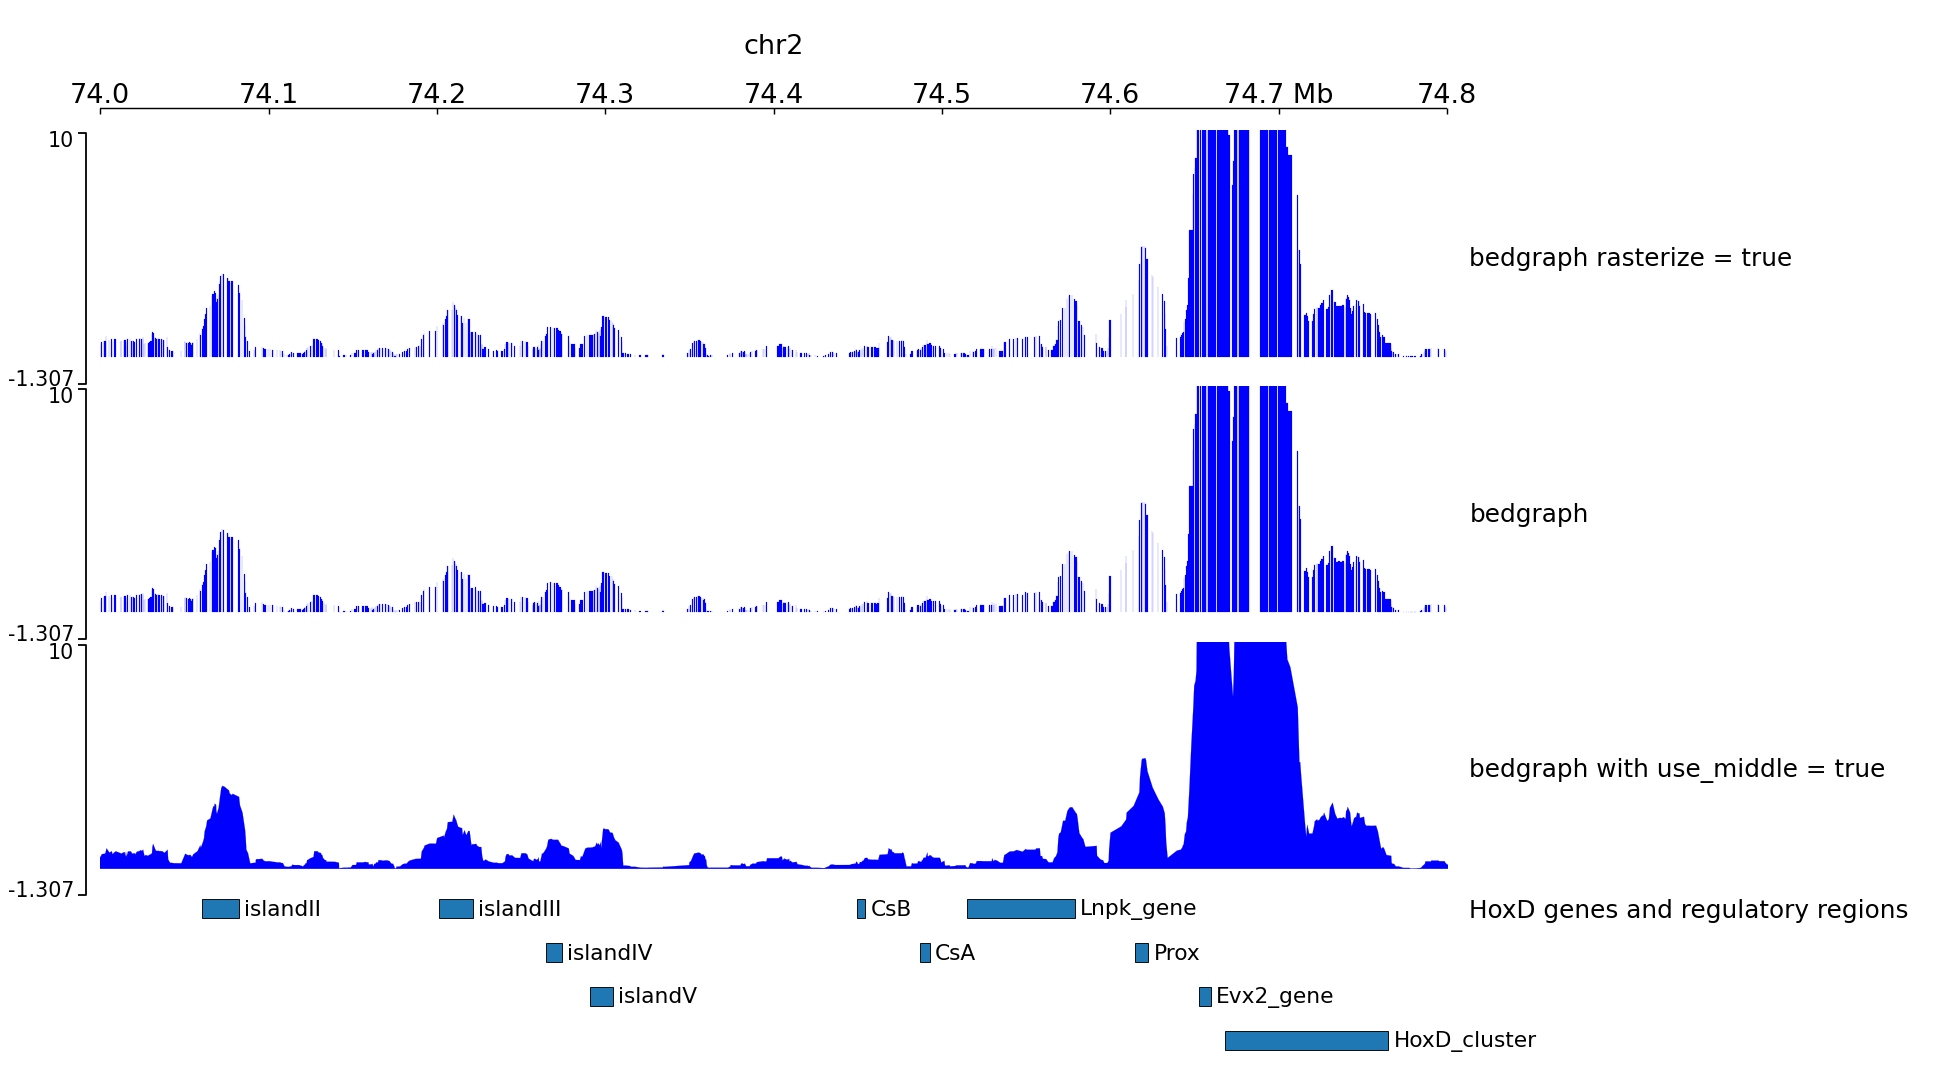 chr2
74.0 74.1 74.2 74.3 74.4 74.5 74.6 74.7 Mb 74.8
10
bedgraph rasterize = true
-1.307
10
bedgraph
-1.307
10
bedgraph with use_middle = true
-1.307
islandII islandIII CsB Lnpk_gene HoxD genes and regulatory regions
islandIV CsA Prox
islandV Evx2_gene
HoxD_cluster